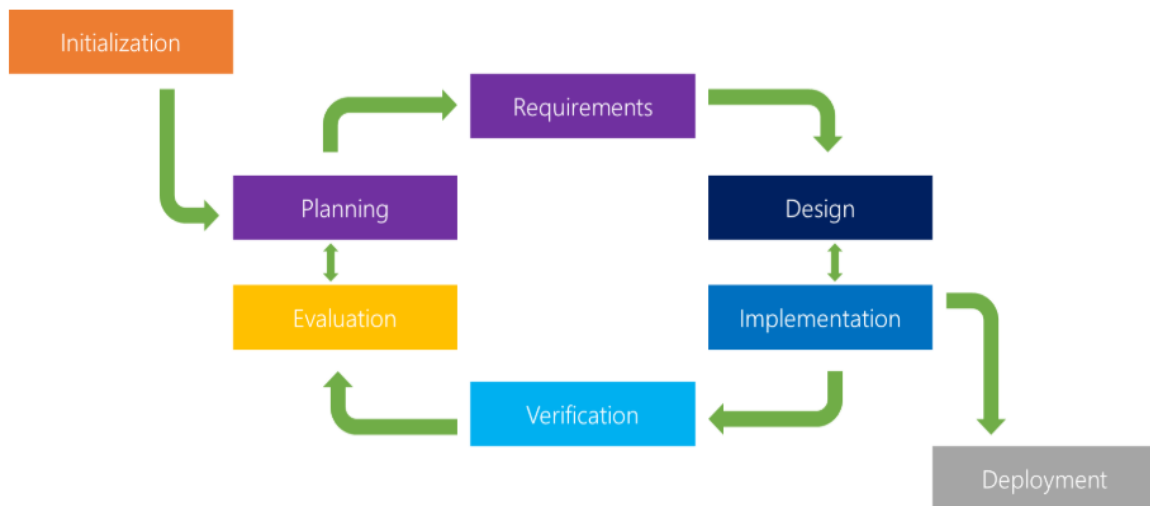 Initialization
Requirements
Planning
Design
Evaluation
Implementation
Verification
Deployment